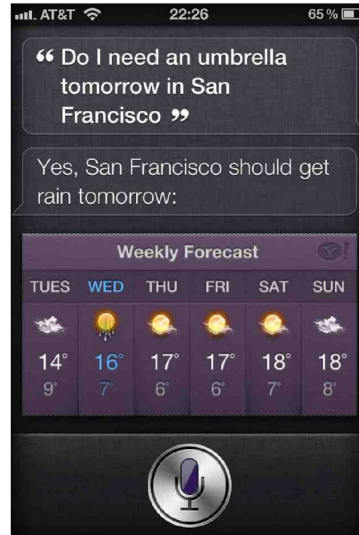 AT&T 22:26 65%
“ Do I need an umbrella
tomorrow in San
Francisco ”
Yes, San Francisco should get
rain tomorrow:
Weekly Forecast Y!
TUES WED THU FRI SAT SUN
14° 16° 17° 17° 18° 18°
9° 7° 6° 6° 7° 8°